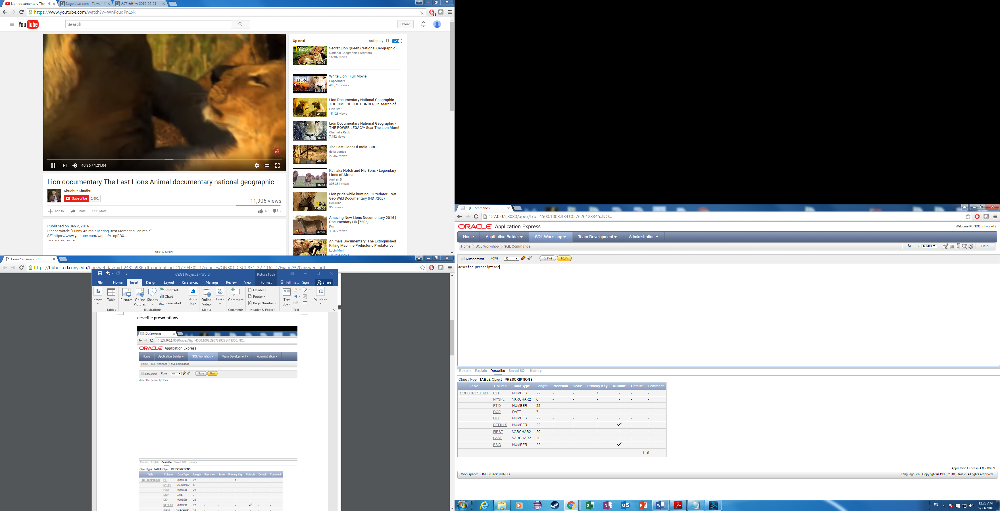 Lion documentary The
Sugoideas.com - Taiwan
天才衝衝衝 2016-05-21 -
https://www.youtube.com/watch?v=WnPcudPn1xk
YouTube
Search
Upload
40:36 / 1:21:04
Lion documentary The Last Lions Animal documentary national geographic
Khudhur Khudhu
Subscribe 2,502
11,906 views
Add to Share More 69 2
Published on Jan 2, 2016
Please watch: "Funny Animals Mating Best Moment all animals"
âž¨ https://www.youtube.com/watch?v=opBBX...
-~-~~-~~~-~~-~-
SHOW MORE
Up next Autoplay
NATIONAL GEOGRAPHIC
46:06
Secret Lion Queen (National Geographic)
National Geographic Predators
16,387 views
LION
1:33:34
White Lion - Full Movie
Popcornflix
498,700 views
41:55
Lion Documentary National Geographic -
THE TIME OF THE HUNGER: In search of
Lion Star
15,126 views
45:46
Lion Documentary National Geographic -
THE POWER LEGACY- Scar The Lion More!
Chantelle Raub
7,452 views
49:00
The Last Lions Of India -BBC
delia gomez
27,352 views
46:33
Kali aka Notch and His Sons - Legendary
Lions of Africa
Amiran B
803,354 views
45:00
Lion pride while hunting - I'Predator - Nat
Geo Wild Documentary (HD 720p)
DocTube
950 views
47:20
Amazing New Lions Documentary 2016 |
Documentary HD [720p]
Fxn
41,877 views
1:11:34
Animals Documentary: The Extinguished
Killing Machine Prehistoric Predator by
Lucin Muril
108,264 views
Exam2 answers.pdf
https://bbhosted.cuny.edu/bbcswebdav/pid-24325986-dt-content-rid-117794302_1/courses/QNS01_CSCI_331_32_1162_1/Exam2%20answers.pdf
CS331 Project 3 - Word Picture Tools
File Home Insert Design Layout References Mailings Review View Format Tell me... Sign in Share
Pages Table Pictures Online Pictures Shapes SmartArt Chart Screenshot Add-ins Online Video Links Comment Header Footer Page Number Text Box Symbols
Tables Illustrations Media Comments Header & Footer Text
describe prescriptions
SQL Commands
127.0.0.1:8080/apex/f?p=4500:1003:2967399221448350::NO:::
ORACLE Application Express
Home Application Builder SQL Workshop Team Development Administration
Home SQL Workshop SQL Commands
Autocommit Rows 100 Save Run
describe prescriptions
Results Explain Describe Saved SQL History
Object Type TABLE Object PRESCRIPTIONS
Table Column Data Type Length Precision Scale Primary Key Nullable Default Comment
PRESCRIPTIONS PID NUMBER 22 - - 1 - - -
NYSPL VARCHAR2 6 - - - - - -
PTID NUMBER 22 - - - - - -
DOP DATE 7 - - - - - -
DID NUMBER 22 - - - - - -
REFILLS NUMBER 22 - - - ✓ - -
FIRST VARCHAR2 20 - - - - - -
SQL Commands
127.0.0.1:8080/apex/f?p=4500:1003:3841057626428345::NO:::
ORACLE Application Express
Welcome KUNDB ( Logout )
Home Application Builder SQL Workshop Team Development Administration
Home SQL Workshop SQL Commands
Schema KUNDB Help
Autocommit Rows 50 Save Run
describe prescriptions
Results Explain Describe Saved SQL History
Object Type TABLE Object PRESCRIPTIONS
Table Column Data Type Length Precision Scale Primary Key Nullable Default Comment
PRESCRIPTIONS PID NUMBER 22 - - 1 - - -
NYSPL VARCHAR2 6 - - - - - -
PTID NUMBER 22 - - - - - -
DOP DATE 7 - - - - - -
DID NUMBER 22 - - - - - -
REFILLS NUMBER 22 - - - ✓ - -
FIRST VARCHAR2 20 - - - - - -
LAST VARCHAR2 20 - - - - - -
PSID NUMBER 22 - - - ✓ - -
1 - 9
Application Express 4.0.2.00.09
Workspace: KUNDB User: KUNDB
Language: en | Copyright © 1999, 2010, Oracle. All rights reserved.
EN
12:28 AM
5/23/2016